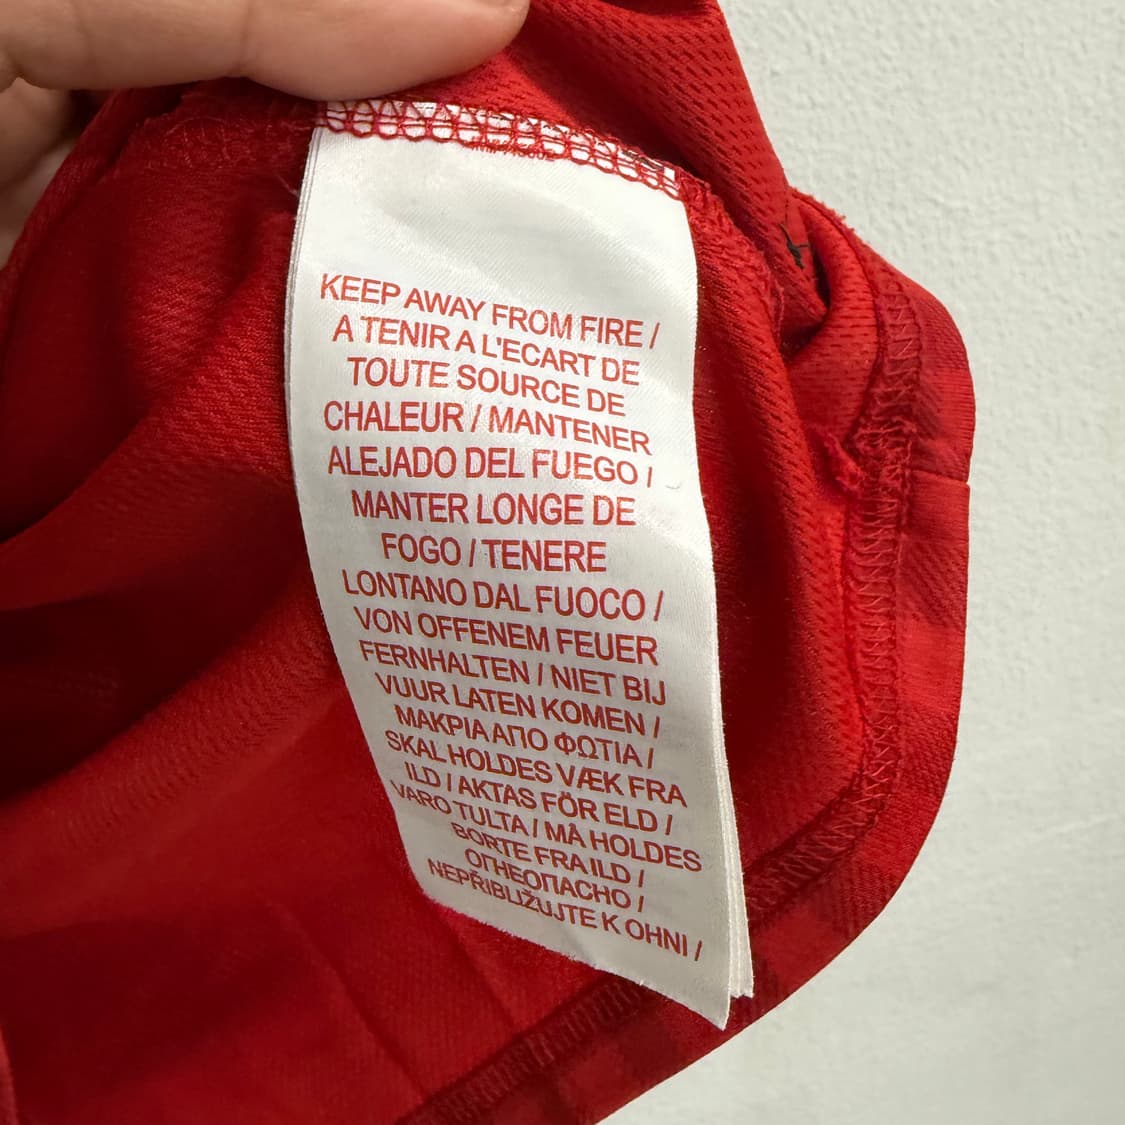 KEEP AWAY FROM FIRE /
A TENIR A L'ECART DE
TOUTE SOURCE DE
CHALEUR / MANTENER
ALEJADO DEL FUEGO /
MANTER LONGE DE
FOGO / TENERE
LONTANO DAL FUOCO /
VON OFFENEM FEUER
FERNHALTEN / NIET BIJ
VUUR LATEN KOMEN /
ΜΑΚΡΙΑ ΑΠΟ ΦΩΤΙΑ /
SKAL HOLDES VÆK FRA
ILD / AKTAS FÖR ELD /
VARO TULTA / MÅ HOLDES
BORTE FRA ILD /
ОГНЕОПАСНО /
NEPŘIBLIŽUJTE K OHNI /